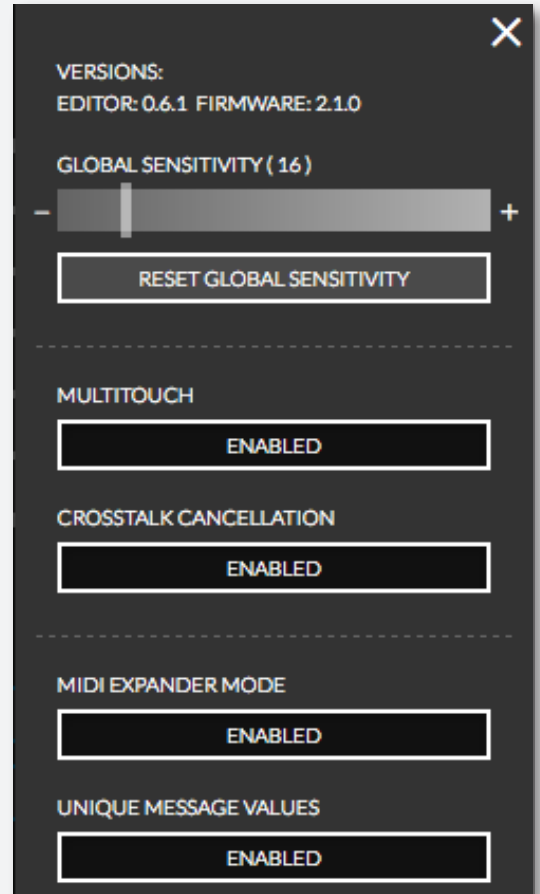 VERSIONS:
EDITOR: 0.6.1 FIRMWARE: 2.1.0
GLOBAL SENSITIVITY ( 16 )
- +
RESET GLOBAL SENSITIVITY
MULTITOUCH
ENABLED
CROSSTALK CANCELLATION
ENABLED
MIDI EXPANDER MODE
ENABLED
UNIQUE MESSAGE VALUES
ENABLED